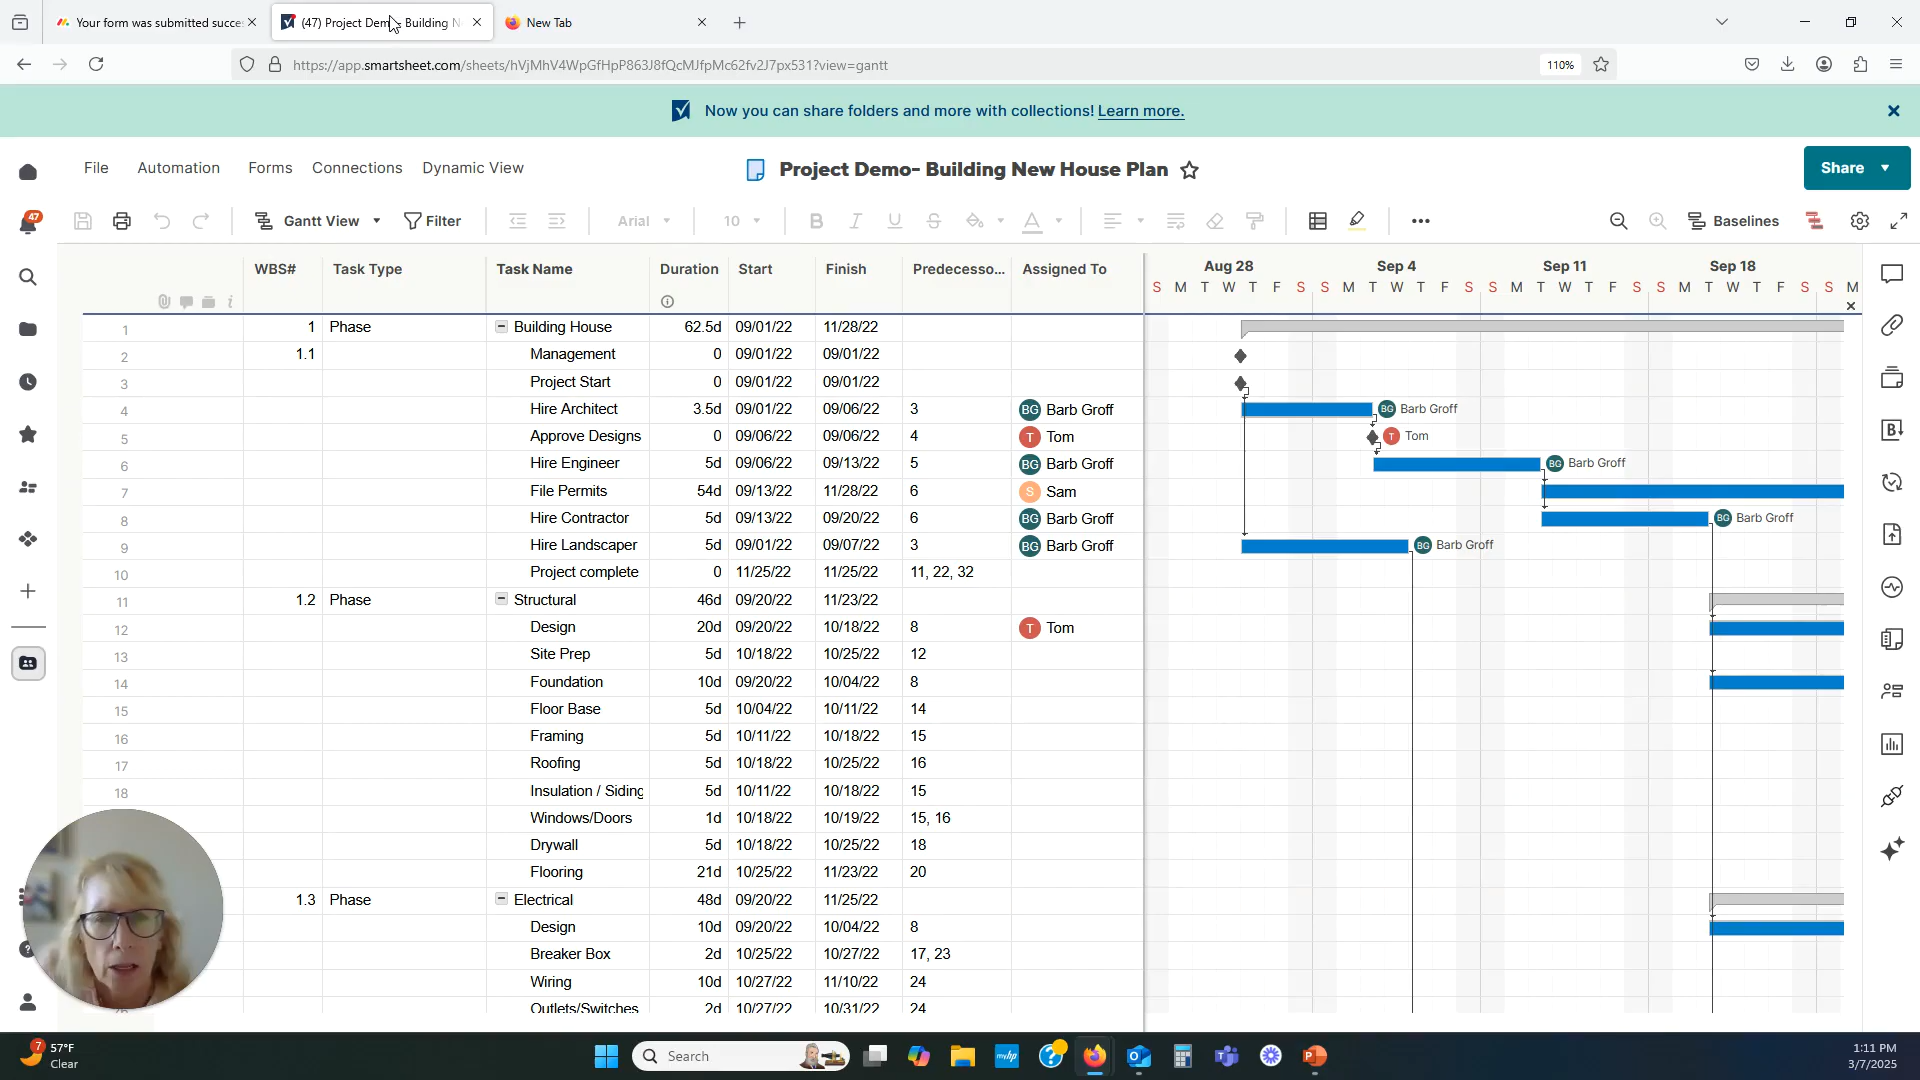 Your form was submitted succe
(47) Project Demo- Building N
New Tab
https://app.smartsheet.com/sheets/hVjMhV4WpGfHpP863J8fQcMJfpMc62fv2J7px531?view=gantt
110%
Now you can share folders and more with collections! Learn more.
File Automation Forms Connections Dynamic View
Project Demo- Building New House Plan
Share
47
Gantt View Filter Arial 10 B I U S A Baselines
WBS# Task Type Task Name Duration Start Finish Predecesso... Assigned To
Aug 28 Sep 4 Sep 11 Sep 18
S M T W T F S S M T W T F S S M T W T F S S M T W T F S S M
1 1 Phase Building House 62.5d 09/01/22 11/28/22
2 1.1 Management 0 09/01/22 09/01/22
3 Project Start 0 09/01/22 09/01/22
4 Hire Architect 3.5d 09/01/22 09/06/22 3 BG Barb Groff BG Barb Groff
5 Approve Designs 0 09/06/22 09/06/22 4 T Tom T Tom
6 Hire Engineer 5d 09/06/22 09/13/22 5 BG Barb Groff BG Barb Groff
7 File Permits 54d 09/13/22 11/28/22 6 S Sam
8 Hire Contractor 5d 09/13/22 09/20/22 6 BG Barb Groff BG Barb Groff
9 Hire Landscaper 5d 09/01/22 09/07/22 3 BG Barb Groff BG Barb Groff
10 Project complete 0 11/25/22 11/25/22 11, 22, 32
11 1.2 Phase Structural 46d 09/20/22 11/23/22
12 Design 20d 09/20/22 10/18/22 8 T Tom
13 Site Prep 5d 10/18/22 10/25/22 12
14 Foundation 10d 09/20/22 10/04/22 8
15 Floor Base 5d 10/04/22 10/11/22 14
16 Framing 5d 10/11/22 10/18/22 15
17 Roofing 5d 10/18/22 10/25/22 16
18 Insulation / Siding 5d 10/11/22 10/18/22 15
Windows/Doors 1d 10/18/22 10/19/22 15, 16
Drywall 5d 10/18/22 10/25/22 18
Flooring 21d 10/25/22 11/23/22 20
1.3 Phase Electrical 48d 09/20/22 11/25/22
Design 10d 09/20/22 10/04/22 8
Breaker Box 2d 10/25/22 10/27/22 17, 23
Wiring 10d 10/27/22 11/10/22 24
Outlets/Switches 2d 10/27/22 10/31/22 24
7
57°F
Clear
Search
myhp
1:11 PM
3/7/2025